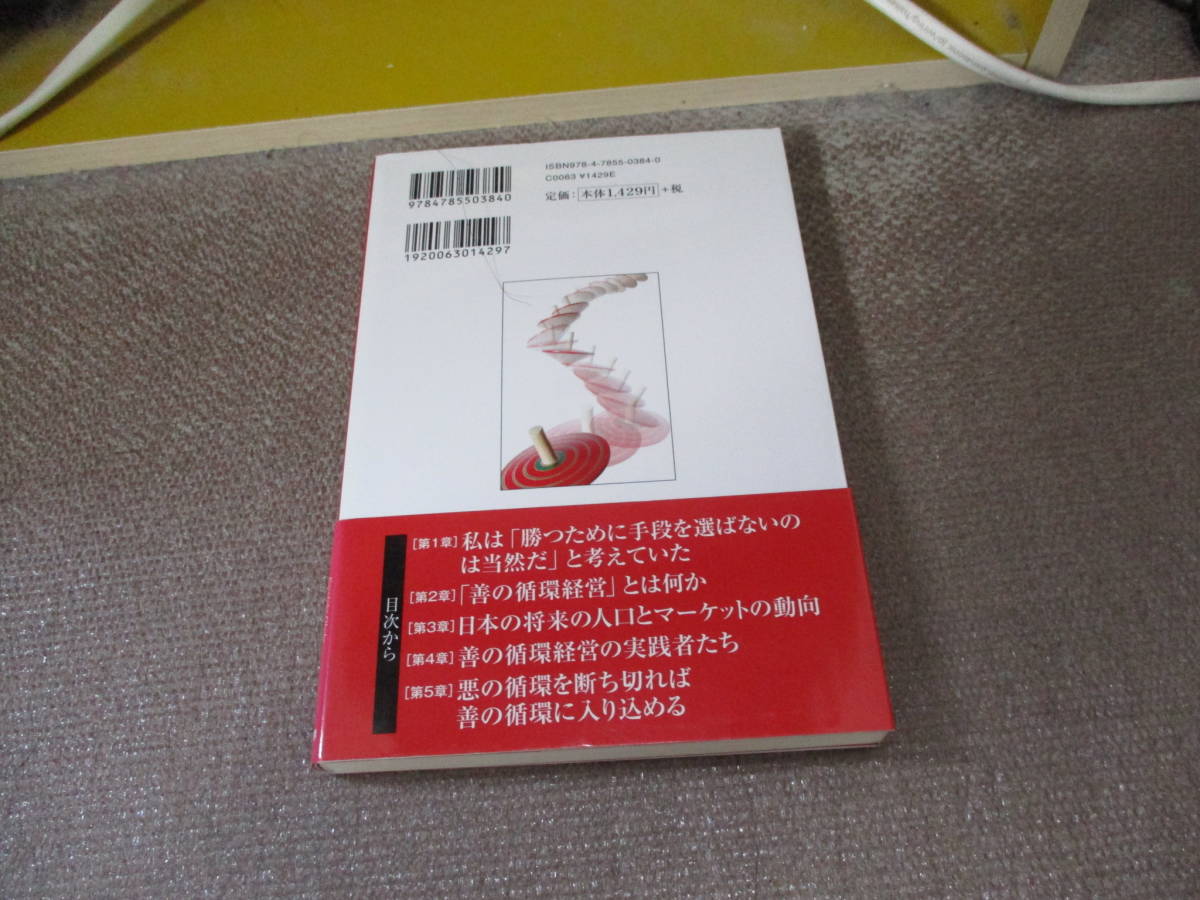 ISBN978-4-7855-0384-0
C0063 ¥1429E
定価：本体1,429円+税
9784785503840
1920063014297
目次から
［第1章］私は「勝つために手段を選ばないの
は当然だ」と考えていた
［第2章］「善の循環経営」とは何か
［第3章］日本の将来の人口とマーケットの動向
［第4章］善の循環経営の実践者たち
［第5章］悪の循環を断ち切れば
善の循環に入り込める